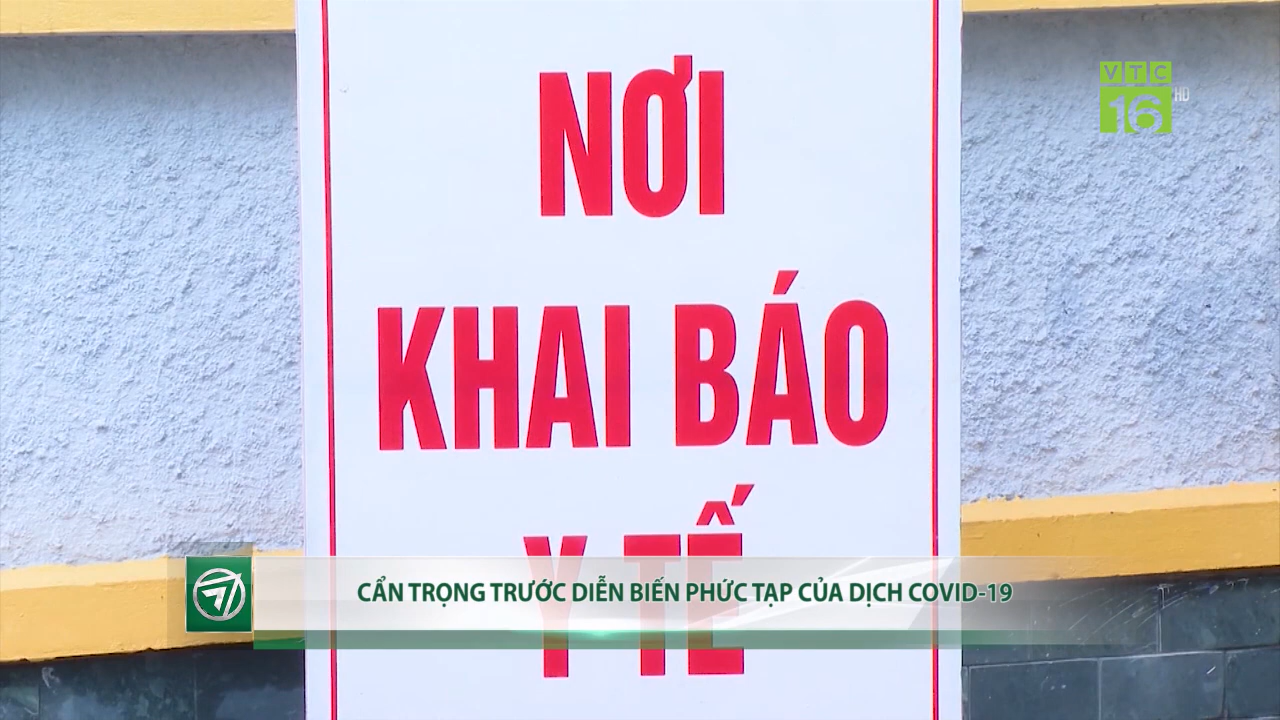 VTC
16 HD
NƠI
KHAI BÁO
Y TẾ
CẨN TRỌNG TRƯỚC DIỄN BIẾN PHỨC TẠP CỦA DỊCH COVID-19